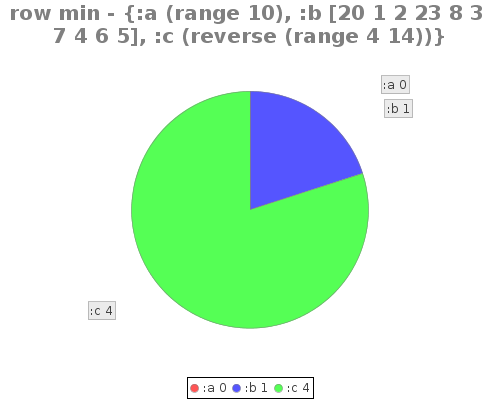 row min - {:a (range 10), :b [20 1 2 23 8 3
7 4 6 5], :c (reverse (range 4 14))}
:a 0
:b 1
:c 4
:a 0 :b 1 :c 4